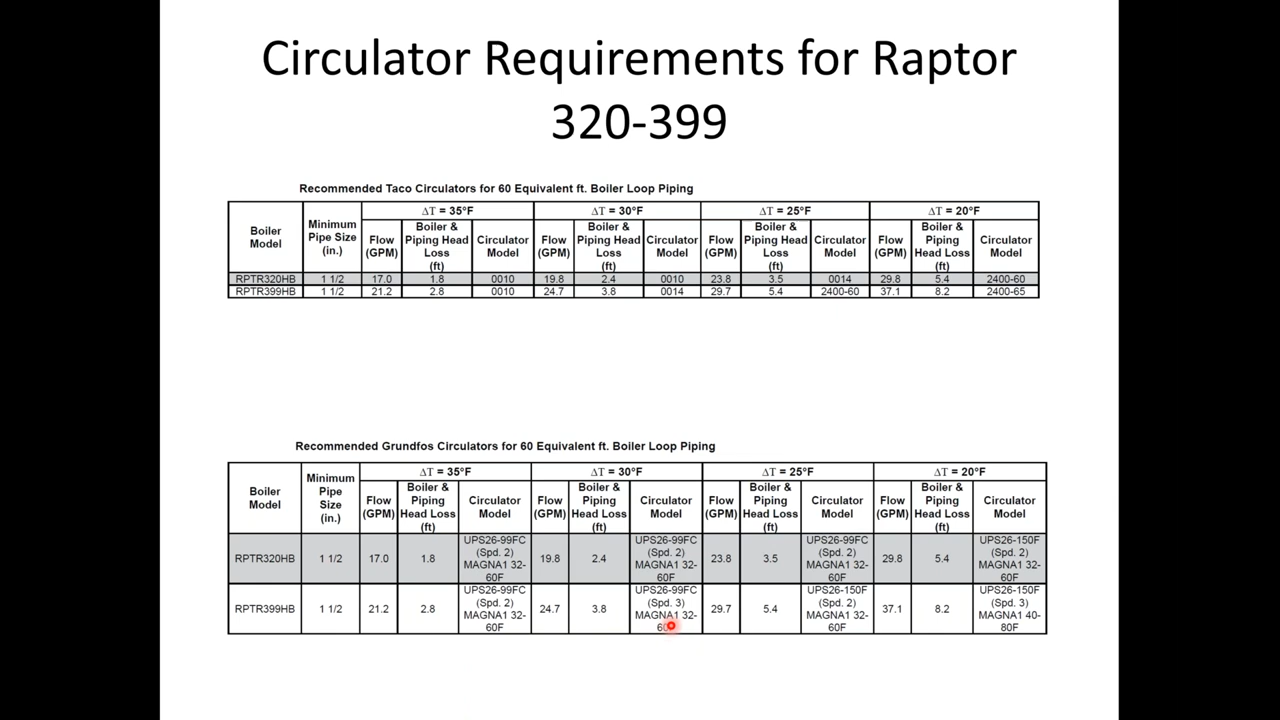 Circulator Requirements for Raptor
320-399
Recommended Taco Circulators for 60 Equivalent ft. Boiler Loop Piping
Boiler Model | Minimum Pipe Size (in.) | ΔT = 35°F | ΔT = 30°F | ΔT = 25°F | ΔT = 20°F
Flow (GPM) | Boiler & Piping Head Loss (ft) | Circulator Model | Flow (GPM) | Boiler & Piping Head Loss (ft) | Circulator Model | Flow (GPM) | Boiler & Piping Head Loss (ft) | Circulator Model | Flow (GPM) | Boiler & Piping Head Loss (ft) | Circulator Model
RPTR320HB | 1 1/2 | 17.0 | 1.8 | 0010 | 19.8 | 2.4 | 0010 | 23.8 | 3.5 | 0014 | 29.8 | 5.4 | 2400-60
RPTR399HB | 1 1/2 | 21.2 | 2.8 | 0010 | 24.7 | 3.8 | 0014 | 29.7 | 5.4 | 2400-60 | 37.1 | 8.2 | 2400-65
Recommended Grundfos Circulators for 60 Equivalent ft. Boiler Loop Piping
Boiler Model | Minimum Pipe Size (in.) | ΔT = 35°F | ΔT = 30°F | ΔT = 25°F | ΔT = 20°F
Flow (GPM) | Boiler & Piping Head Loss (ft) | Circulator Model | Flow (GPM) | Boiler & Piping Head Loss (ft) | Circulator Model | Flow (GPM) | Boiler & Piping Head Loss (ft) | Circulator Model | Flow (GPM) | Boiler & Piping Head Loss (ft) | Circulator Model
RPTR320HB | 1 1/2 | 17.0 | 1.8 | UPS26-99FC (Spd. 2) MAGNA1 32-60F | 19.8 | 2.4 | UPS26-99FC (Spd. 2) MAGNA1 32-60F | 23.8 | 3.5 | UPS26-99FC (Spd. 2) MAGNA1 32-60F | 29.8 | 5.4 | UPS26-150F (Spd. 2) MAGNA1 32-60F
RPTR399HB | 1 1/2 | 21.2 | 2.8 | UPS26-99FC (Spd. 2) MAGNA1 32-60F | 24.7 | 3.8 | UPS26-99FC (Spd. 3) MAGNA1 32- | 29.7 | 5.4 | UPS26-150F (Spd. 2) MAGNA1 32-60F | 37.1 | 8.2 | UPS26-150F (Spd. 3) MAGNA1 40-80F